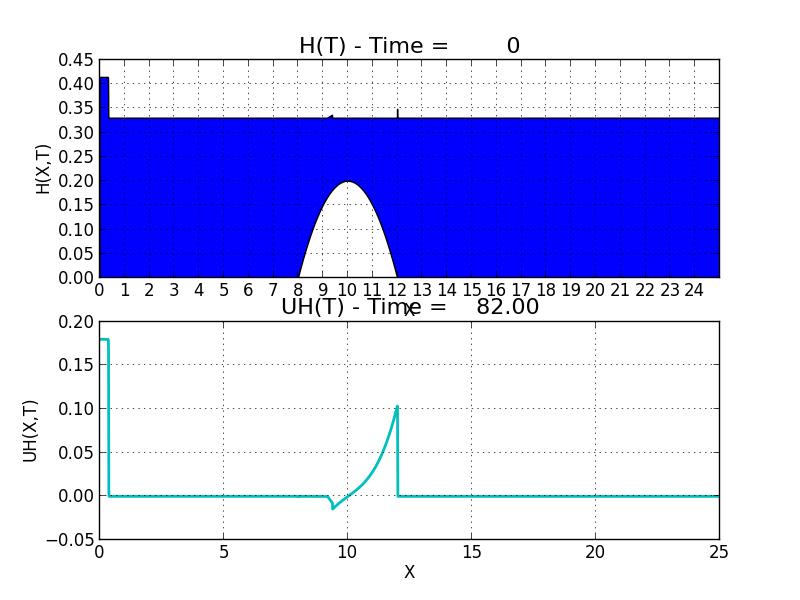 H(T) - Time = 0
0.45
0.40
0.35
0.30
0.25
0.20
0.15
0.10
0.05
0.00
H(X,T)
0 1 2 3 4 5 6 7 8 9 10 11 12 13 14 15 16 17 18 19 20 21 22 23 24
X
UH(T) - Time = 82.00
0.20
0.15
0.10
0.05
0.00
−0.05
UH(X,T)
0 5 10 15 20 25
X